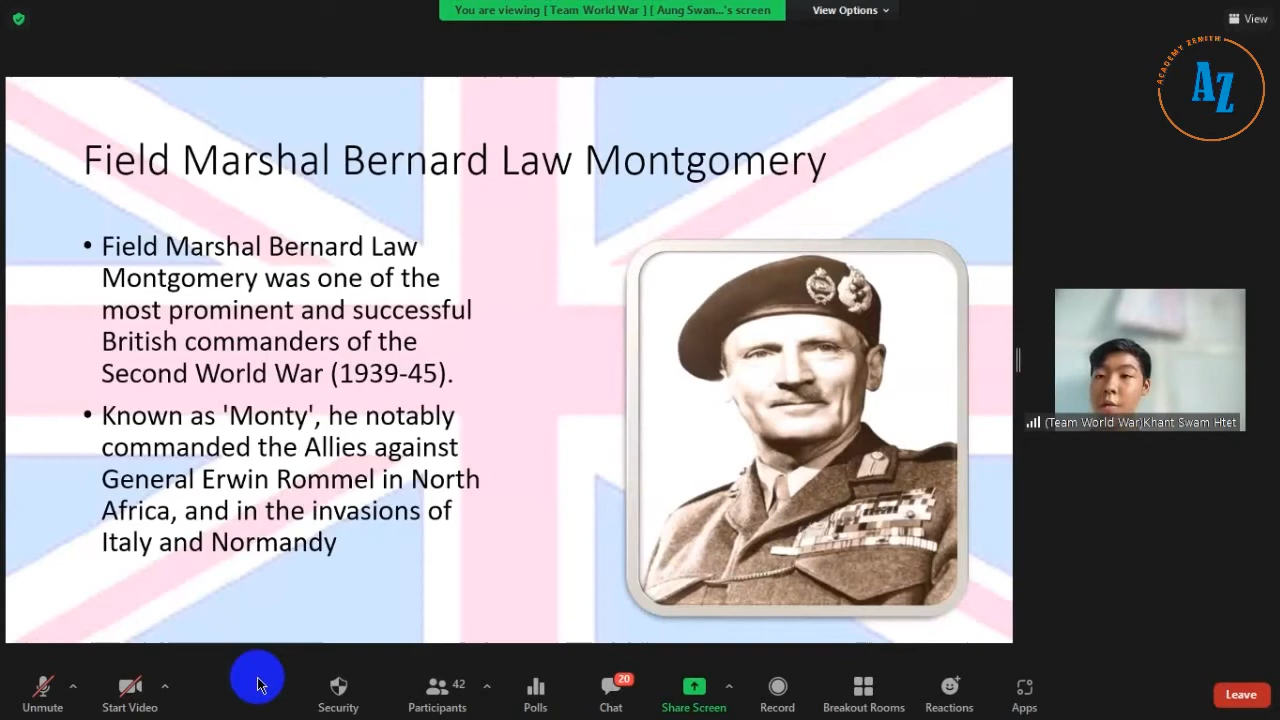 You are viewing [ Team World War ] [ Aung Swan...'s screen
View Options
View
ACADEMY ZENITH
AZ
Field Marshal Bernard Law Montgomery
• Field Marshal Bernard Law
Montgomery was one of the
most prominent and successful
British commanders of the
Second World War (1939-45).
• Known as 'Monty', he notably
commanded the Allies against
General Erwin Rommel in North
Africa, and in the invasions of
Italy and Normandy
(Team World War)Khant Swam Htet
Unmute
Start Video
Security
Participants
42
Polls
Chat
20
Share Screen
Record
Breakout Rooms
Reactions
Apps
Leave